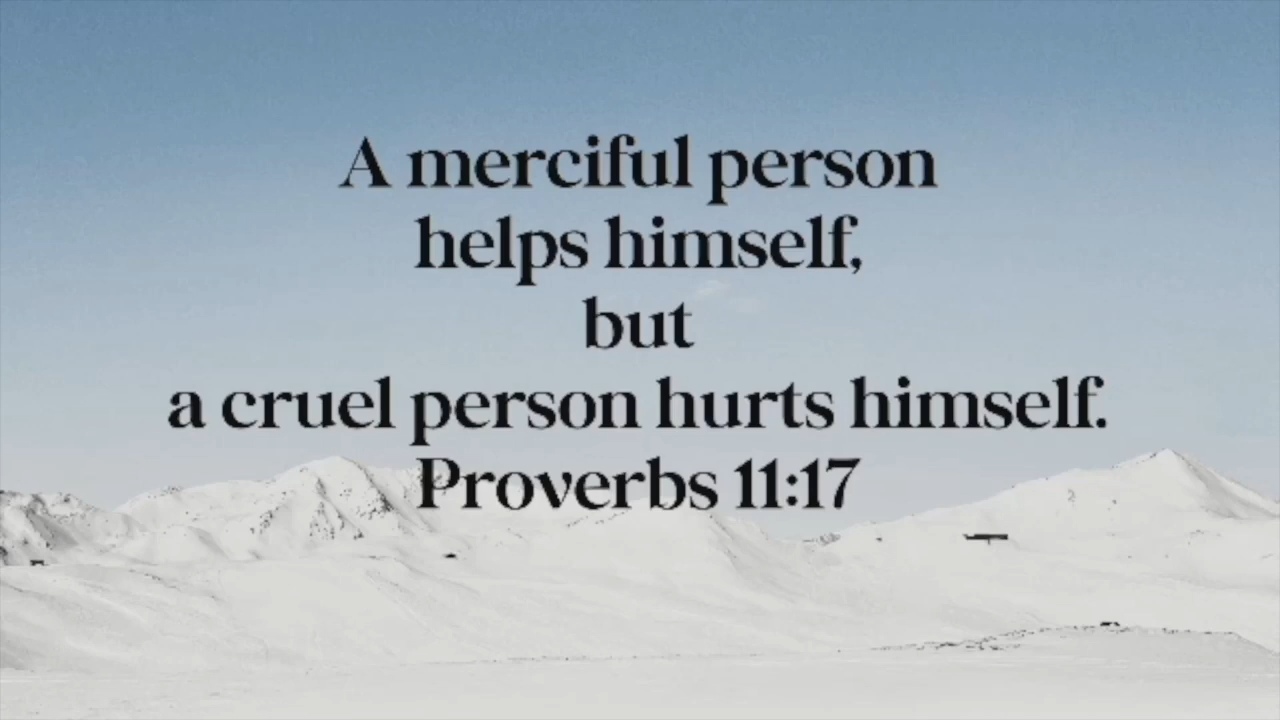 A merciful person
helps himself,
but
a cruel person hurts himself.
Proverbs 11:17